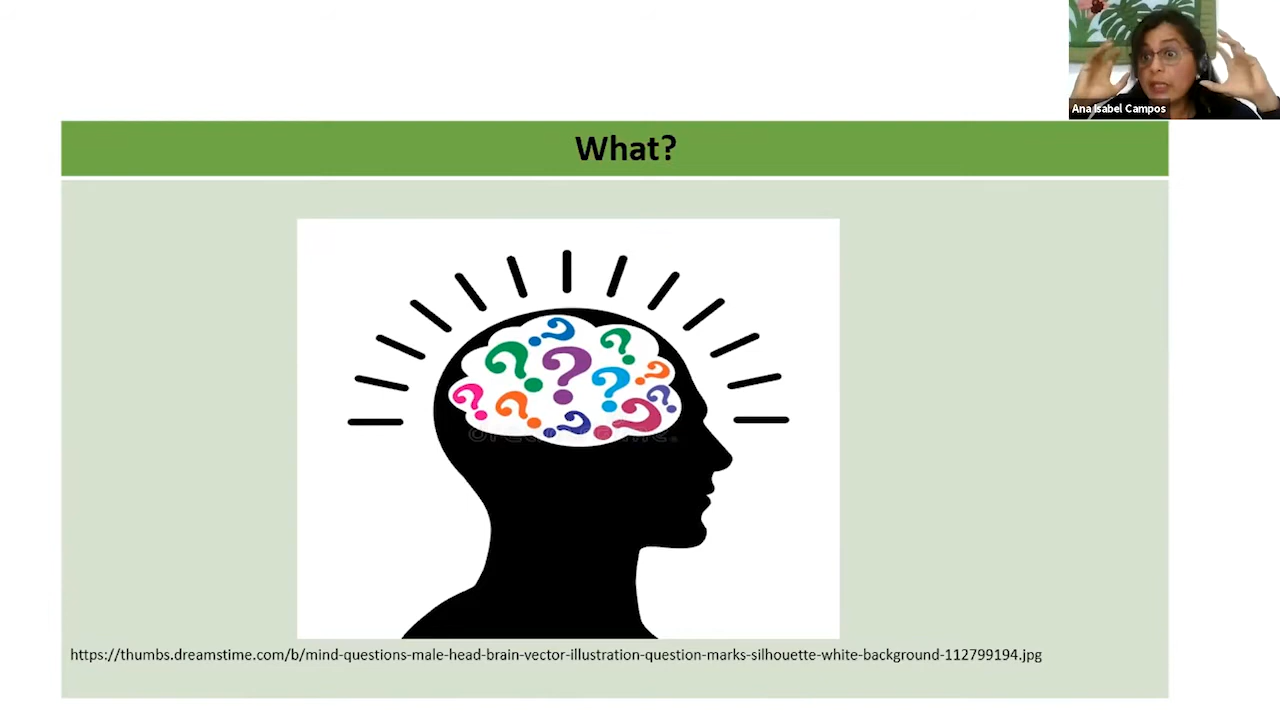 Ana Isabel Campos
What?
https://thumbs.dreamstime.com/b/mind-questions-male-head-brain-vector-illustration-question-marks-silhouette-white-background-112799194.jpg